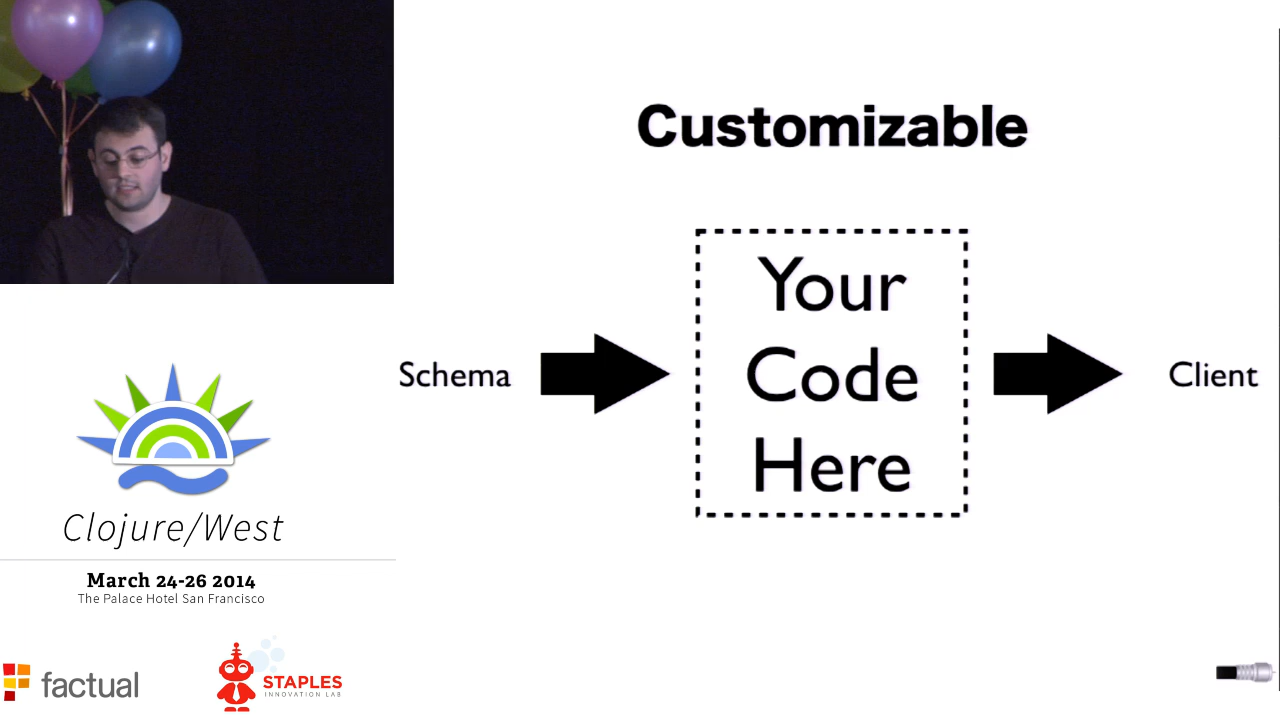 Customizable
Schema
Your
Code
Here
Client
Clojure/West
March 24-26 2014
The Palace Hotel San Francisco
factual
STAPLES
INNOVATION LAB